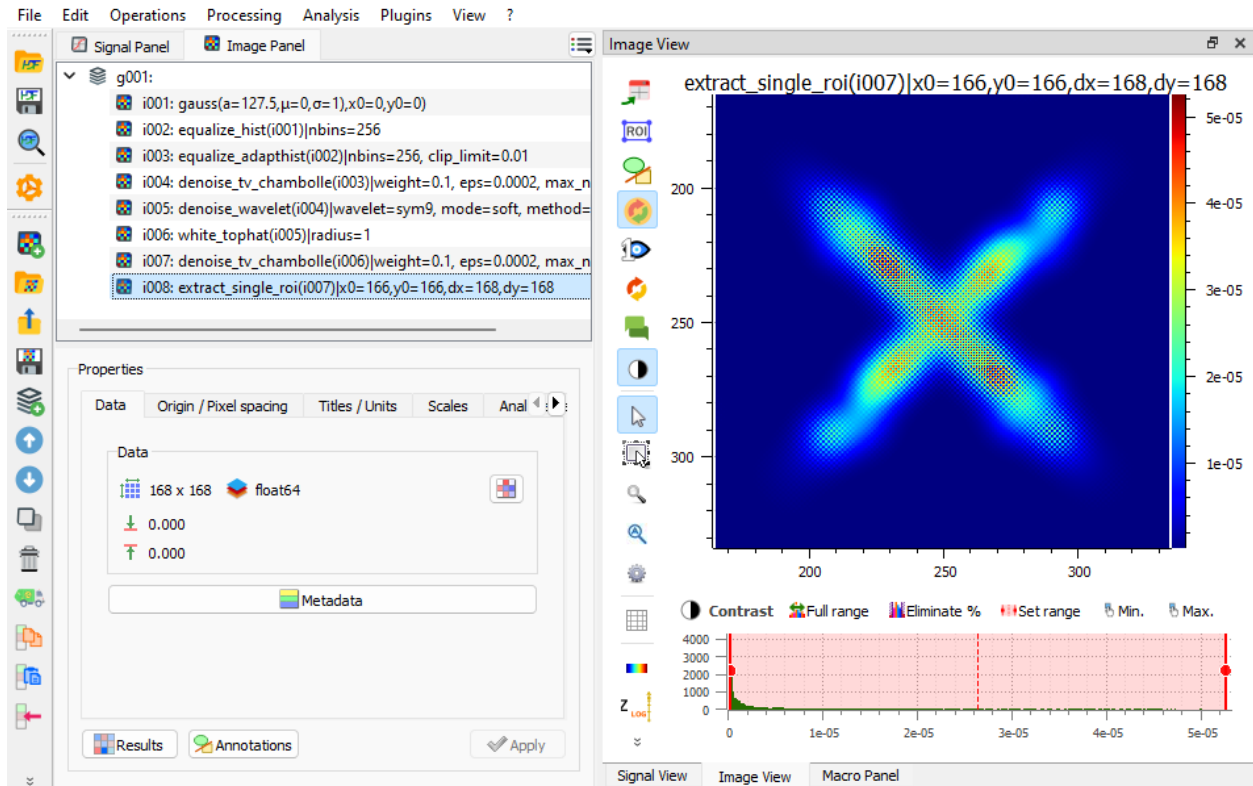 File Edit Operations Processing Analysis Plugins View ?
Signal Panel Image Panel
g001:
i001: gauss(a=127.5,μ=0,σ=1),x0=0,y0=0)
i002: equalize_hist(i001)|nbins=256
i003: equalize_adapthist(i002)|nbins=256, clip_limit=0.01
i004: denoise_tv_chambolle(i003)|weight=0.1, eps=0.0002, max_n
i005: denoise_wavelet(i004)|wavelet=sym9, mode=soft, method=
i006: white_tophat(i005)|radius=1
i007: denoise_tv_chambolle(i006)|weight=0.1, eps=0.0002, max_n
i008: extract_single_roi(i007)|x0=166,y0=166,dx=168,dy=168
Properties
Data Origin / Pixel spacing Titles / Units Scales Anal
Data
168 x 168 float64
0.000
0.000
Metadata
Results Annotations Apply
Image View
extract_single_roi(i007)|x0=166,y0=166,dx=168,dy=168
HDF
HDF
ROI
1
Z LOG
200
250
300
200 250 300
5e-05
4e-05
3e-05
2e-05
1e-05
Contrast Full range Eliminate % Set range Min. Max.
4000
3000
2000
1000
0
0 1e-05 2e-05 3e-05 4e-05 5e-05
Signal View Image View Macro Panel